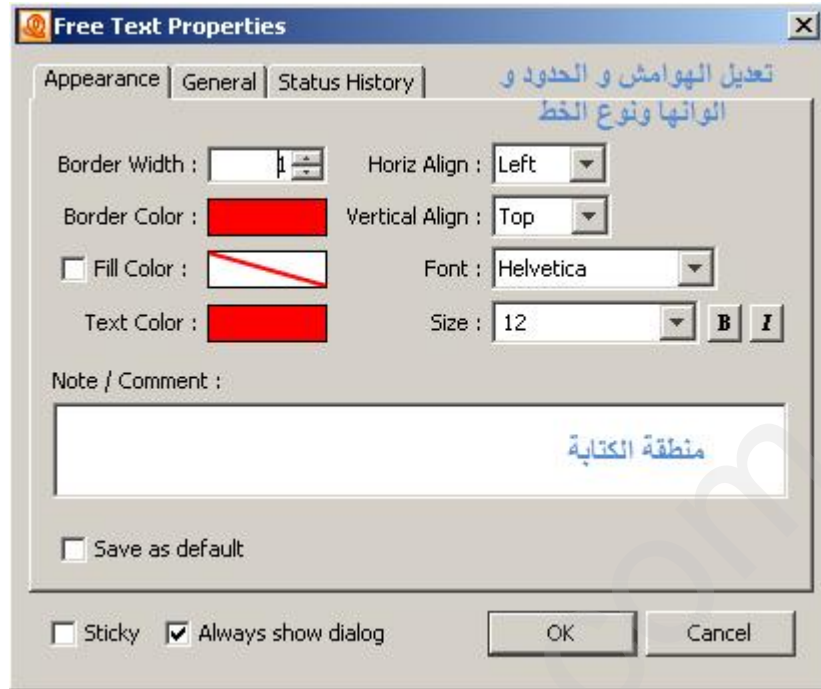 Free Text Properties
Appearance General Status History
تعديل الهوامش و الحدود و
الوانها ونوع الخط
Border Width : 1 Horiz Align : Left
Border Color : Vertical Align : Top
Fill Color : Font : Helvetica
Text Color : Size : 12 B I
Note / Comment :
منطقة الكتابة
Save as default
Sticky Always show dialog OK Cancel
com